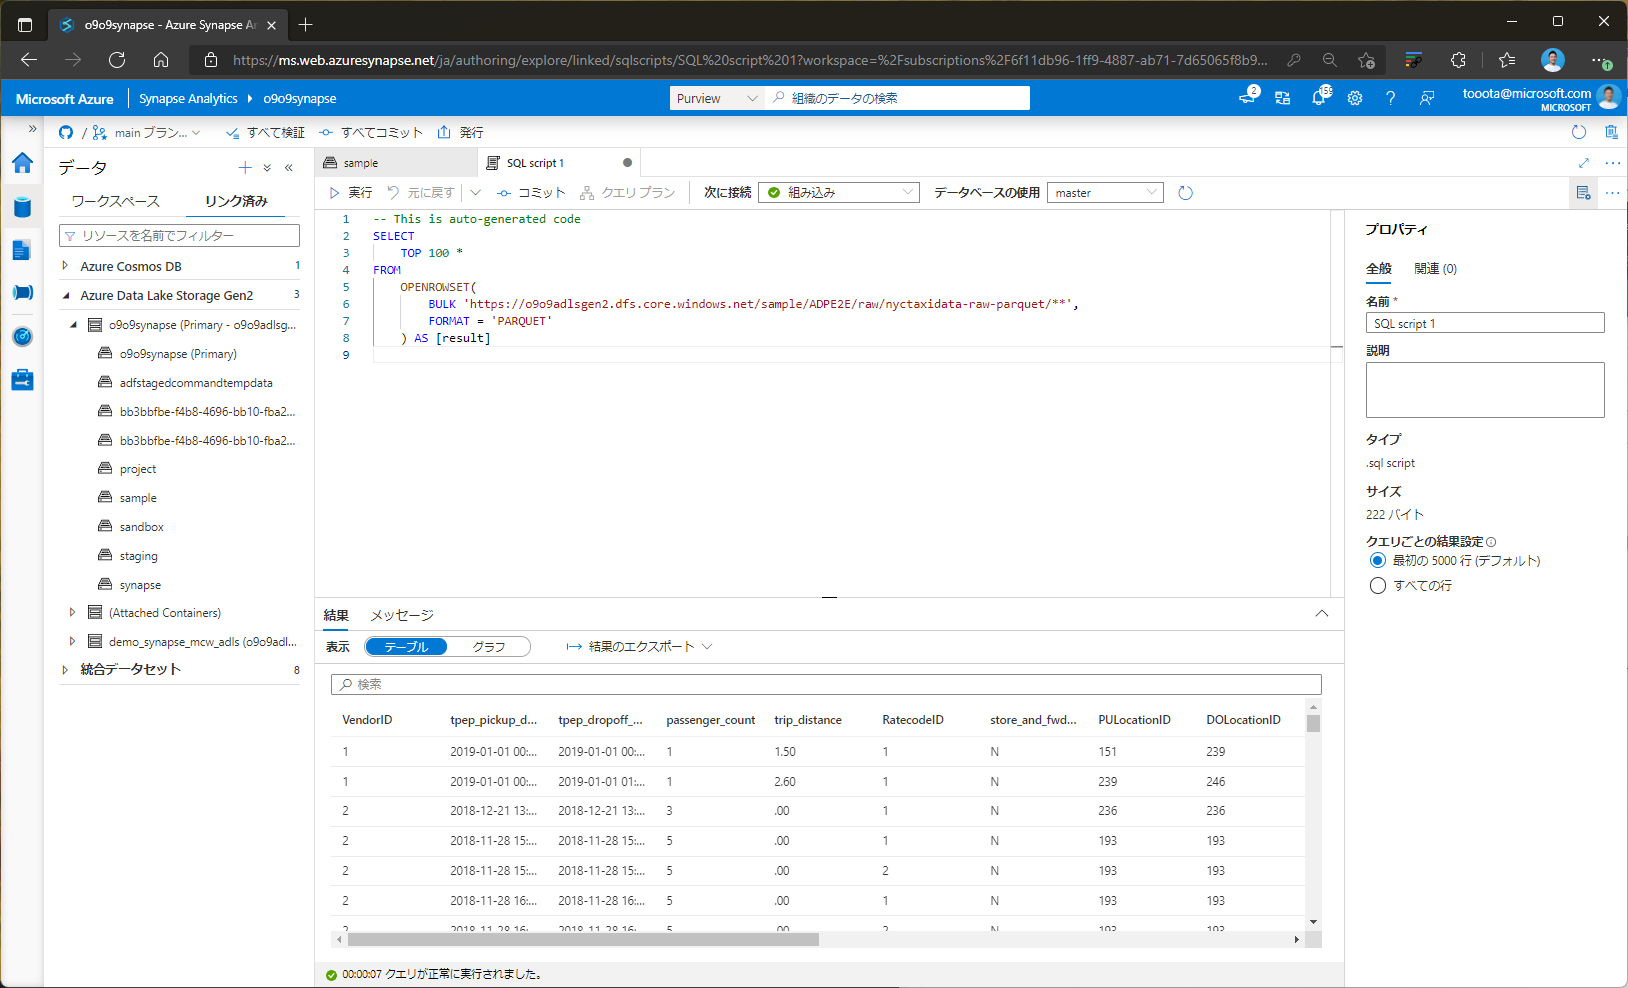 o9o9synapse - Azure Synapse An
https://ms.web.azuresynapse.net/ja/authoring/explore/linked/sqlscripts/SQL%20script%201?workspace=%2Fsubscriptions%2F6f11db96-1ff9-4887-ab71-7d65065f8b9...
Microsoft Azure
Synapse Analytics
o9o9synapse
Purview
組織のデータの検索
2
159
?
tooota@microsoft.com
MICROSOFT
/ main ブラン...
すべて検証
すべてコミット
発行
データ
ワークスペース
リンク済み
リソースを名前でフィルター
Azure Cosmos DB 1
Azure Data Lake Storage Gen2 3
o9o9synapse (Primary - o9o9adlsg...
o9o9synapse (Primary)
adfstagedcommandtempdata
bb3bbfbe-f4b8-4696-bb10-fba2...
bb3bbfbe-f4b8-4696-bb10-fba2...
project
sample
sandbox
staging
synapse
(Attached Containers)
demo_synapse_mcw_adls (o9o9adl...
統合データセット 8
sample
SQL script 1
実行
元に戻す
コミット
クエリ プラン
次に接続
組み込み
データベースの使用
master
1 -- This is auto-generated code
2 SELECT
3 TOP 100 *
4 FROM
5 OPENROWSET(
6 BULK 'https://o9o9adlsgen2.dfs.core.windows.net/sample/ADPE2E/raw/nyctaxidata-raw-parquet/**',
7 FORMAT = 'PARQUET'
8 ) AS [result]
9
結果
メッセージ
表示
テーブル
グラフ
結果のエクスポート
検索
VendorID tpep_pickup_d... tpep_dropoff_... passenger_count trip_distance RatecodeID store_and_fwd... PULocationID DOLocationID
1 2019-01-01 00:... 2019-01-01 00:... 1 1.50 1 N 151 239
1 2019-01-01 00:... 2019-01-01 01:... 1 2.60 1 N 239 246
2 2018-12-21 13:... 2018-12-21 13:... 3 .00 1 N 236 236
2 2018-11-28 15:... 2018-11-28 15:... 5 .00 1 N 193 193
2 2018-11-28 15:... 2018-11-28 15:... 5 .00 2 N 193 193
2 2018-11-28 16:... 2018-11-28 16:... 5 .00 1 N 193 193
2 2018-11-28 16:... 2018-11-28 16:... 5 .00 2 N 193 193
00:00:07 クエリが正常に実行されました。
プロパティ
全般
関連 (0)
名前 *
SQL script 1
説明
タイプ
.sql script
サイズ
222 バイト
クエリごとの結果設定
最初の 5000 行 (デフォルト)
すべての行